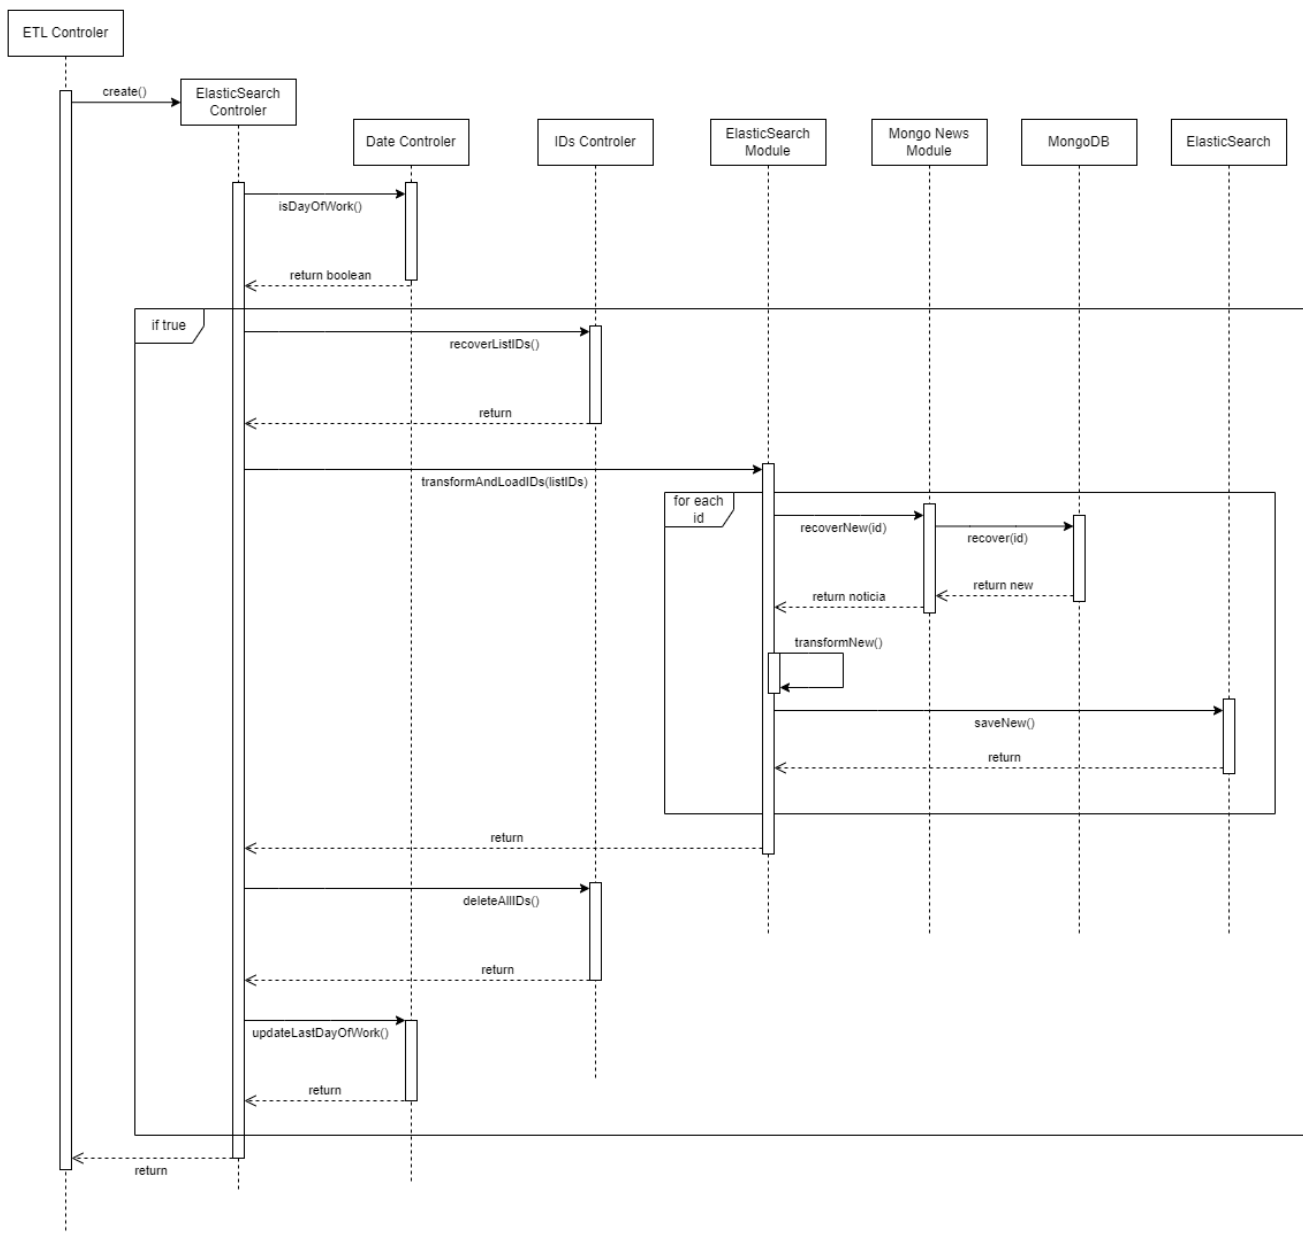 ETL Controler
create()
ElasticSearch
Controler
Date Controler
IDs Controler
ElasticSearch
Module
Mongo News
Module
MongoDB
ElasticSearch
isDayOfWork()
return boolean
if true
recoverListIDs()
return
transformAndLoadIDs(listIDs)
for each
id
recoverNew(id)
recover(id)
return new
return noticia
transformNew()
saveNew()
return
return
deleteAllIDs()
return
updateLastDayOfWork()
return
return